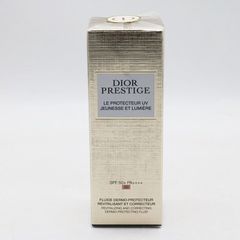 DIOR
PRESTIGE
LE PROTECTEUR UV
JEUNESSE ET LUMIÈRE
SPF 50+ PA++++
FLUIDE DERMO-PROTECTEUR
REVITALISANT ET CORRECTEUR
REVITALIZING AND CORRECTING
DERMO-PROTECTING FLUID